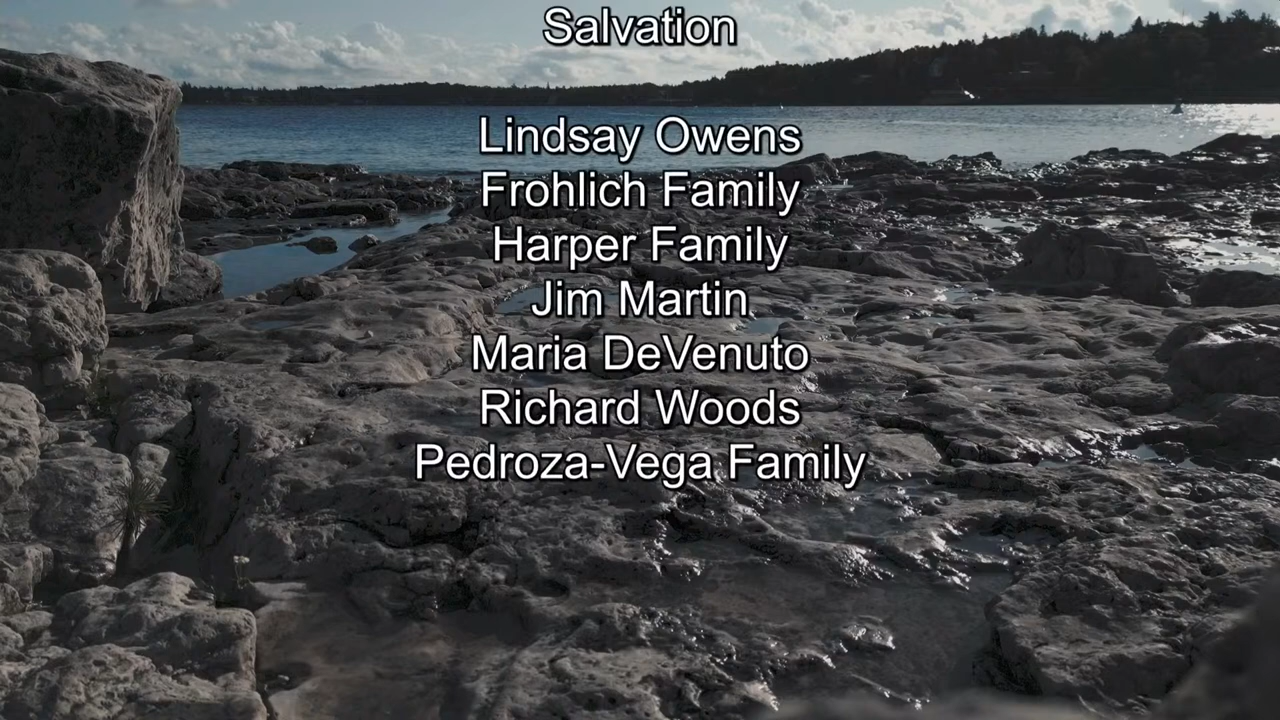 Salvation
Lindsay Owens
Frohlich Family
Harper Family
Jim Martin
Maria DeVenuto
Richard Woods
Pedroza-Vega Family